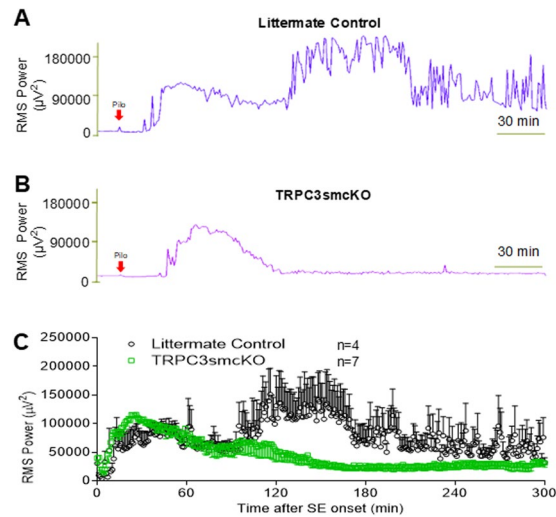 A
Littermate Control
RMS Power
(µV²)
180000
90000
0
Pilo
30 min
B
TRPC3smcKO
RMS Power
(µV²)
180000
90000
0
Pilo
30 min
C
RMS Power (µV²)
250000
200000
150000
100000
50000
0
Littermate Control n=4
TRPC3smcKO n=7
0 60 120 180 240 300
Time after SE onset (min)